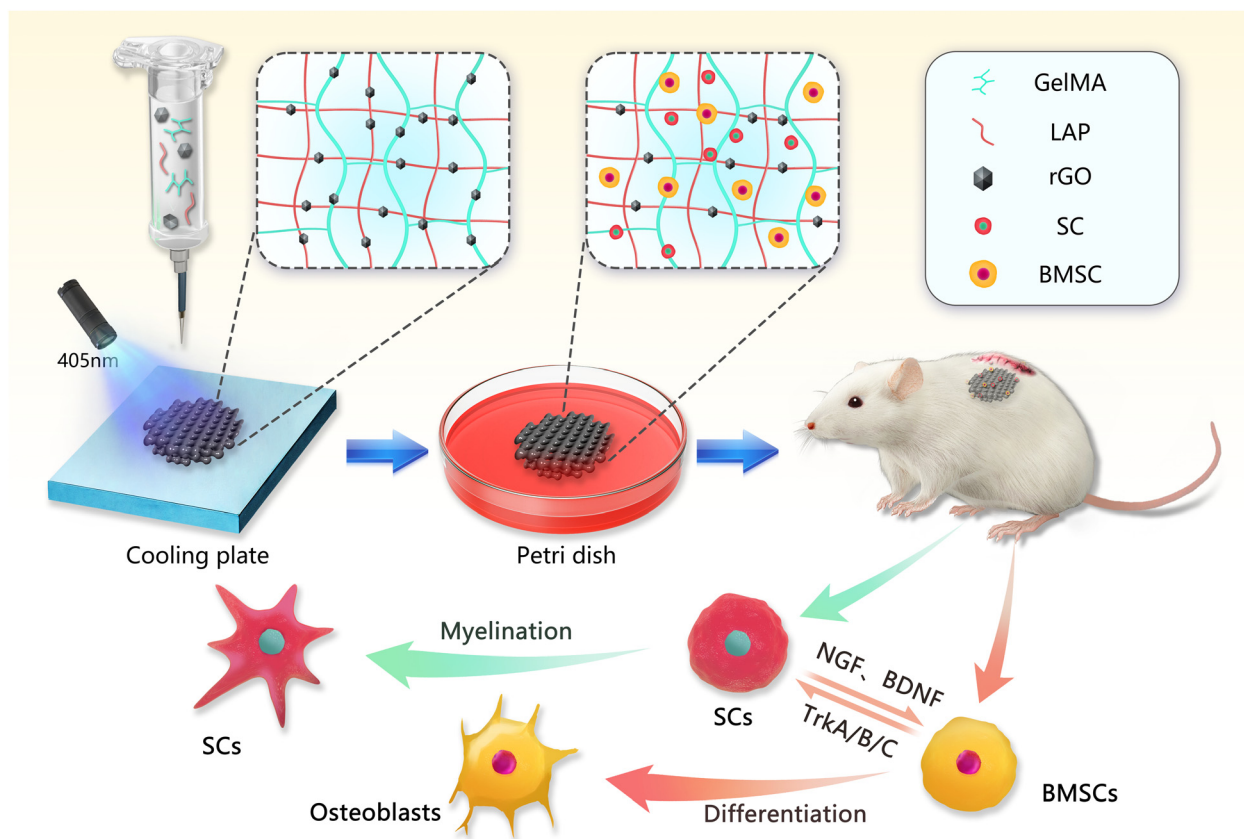 GelMA
LAP
rGO
SC
BMSC
405nm
Cooling plate
Petri dish
Myelination
SCs
SCs
NGF、BDNF
TrkA/B/C
BMSCs
Osteoblasts
Differentiation